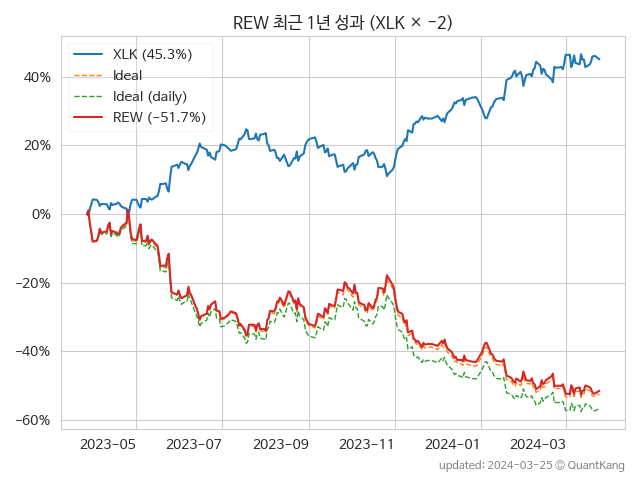 REW 최근 1년 성과 (XLK × −2)
XLK (45.3%)
Ideal
Ideal (daily)
REW (−51.7%)
40%
20%
0%
−20%
−40%
−60%
2023−05 2023−07 2023−09 2023−11 2024−01 2024−03
updated: 2024-03-25 © QuantKang